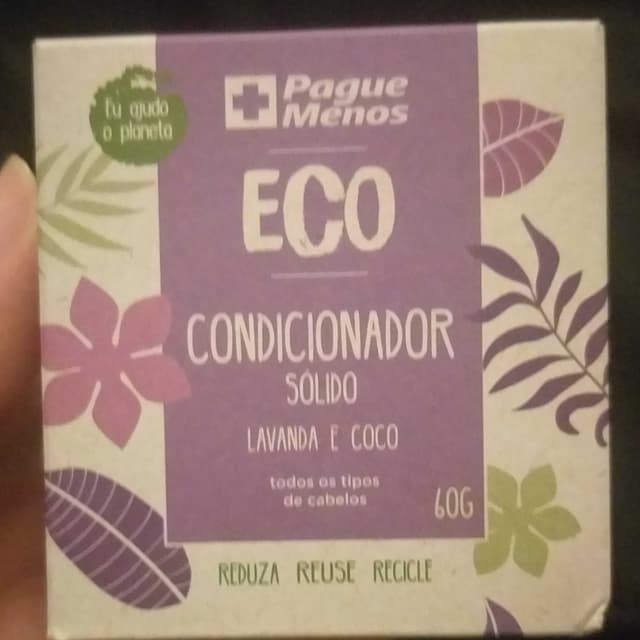 Eu ajudo
o planeta
Pague
Menos
ECO
CONDICIONADOR
SÓLIDO
LAVANDA E COCO
todos os tipos
de cabelos
60G
REDUZA REUSE RECICLE